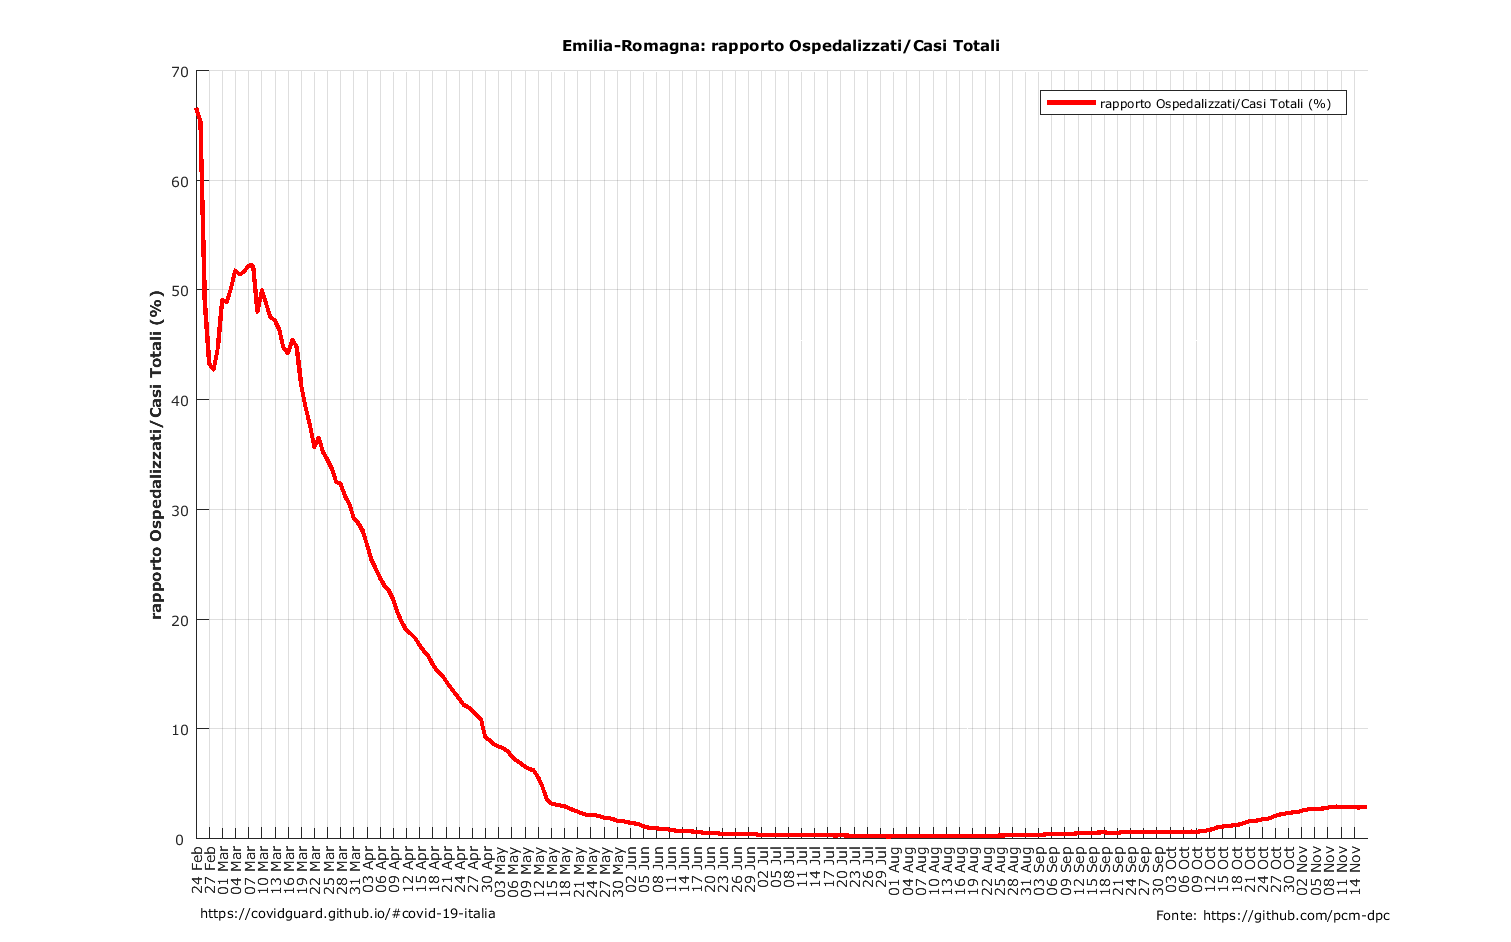 Emilia-Romagna: rapporto Ospedalizzati/Casi Totali
rapporto Ospedalizzati/Casi Totali (%)
rapporto Ospedalizzati/Casi Totali (%)
70
60
50
40
30
20
10
0
24 Feb
27 Feb
01 Mar
04 Mar
07 Mar
10 Mar
13 Mar
16 Mar
19 Mar
22 Mar
25 Mar
28 Mar
31 Mar
03 Apr
06 Apr
09 Apr
12 Apr
15 Apr
18 Apr
21 Apr
24 Apr
27 Apr
30 Apr
03 May
06 May
09 May
12 May
15 May
18 May
21 May
24 May
27 May
30 May
02 Jun
05 Jun
08 Jun
11 Jun
14 Jun
17 Jun
20 Jun
23 Jun
26 Jun
29 Jun
02 Jul
05 Jul
08 Jul
11 Jul
14 Jul
17 Jul
20 Jul
23 Jul
26 Jul
29 Jul
01 Aug
04 Aug
07 Aug
10 Aug
13 Aug
16 Aug
19 Aug
22 Aug
25 Aug
28 Aug
31 Aug
03 Sep
06 Sep
09 Sep
12 Sep
15 Sep
18 Sep
21 Sep
24 Sep
27 Sep
30 Sep
03 Oct
06 Oct
09 Oct
12 Oct
15 Oct
18 Oct
21 Oct
24 Oct
27 Oct
30 Oct
02 Nov
05 Nov
08 Nov
11 Nov
14 Nov
https://covidguard.github.io/#covid-19-italia
Fonte: https://github.com/pcm-dpc